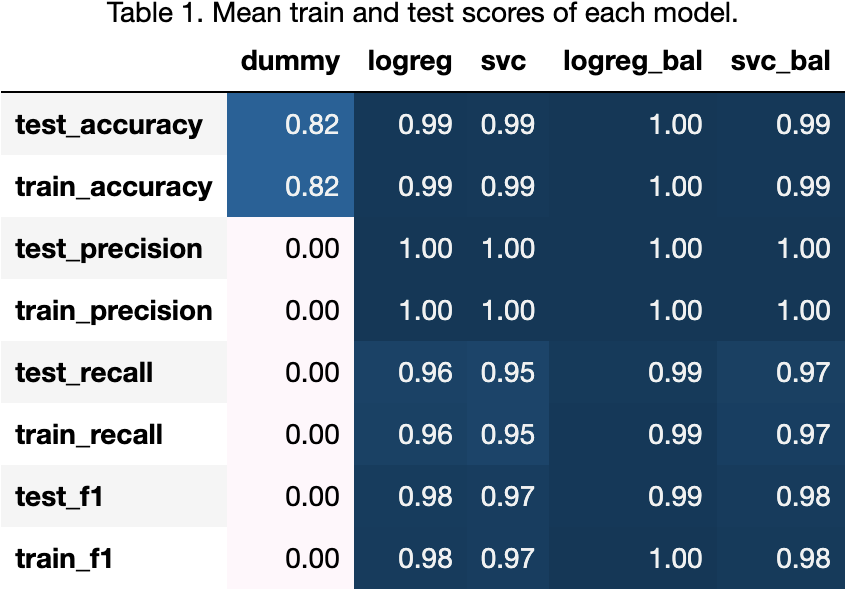 Table 1. Mean train and test scores of each model.
dummy logreg svc logreg_bal svc_bal
test_accuracy 0.82 0.99 0.99 1.00 0.99
train_accuracy 0.82 0.99 0.99 1.00 0.99
test_precision 0.00 1.00 1.00 1.00 1.00
train_precision 0.00 1.00 1.00 1.00 1.00
test_recall 0.00 0.96 0.95 0.99 0.97
train_recall 0.00 0.96 0.95 0.99 0.97
test_f1 0.00 0.98 0.97 0.99 0.98
train_f1 0.00 0.98 0.97 1.00 0.98